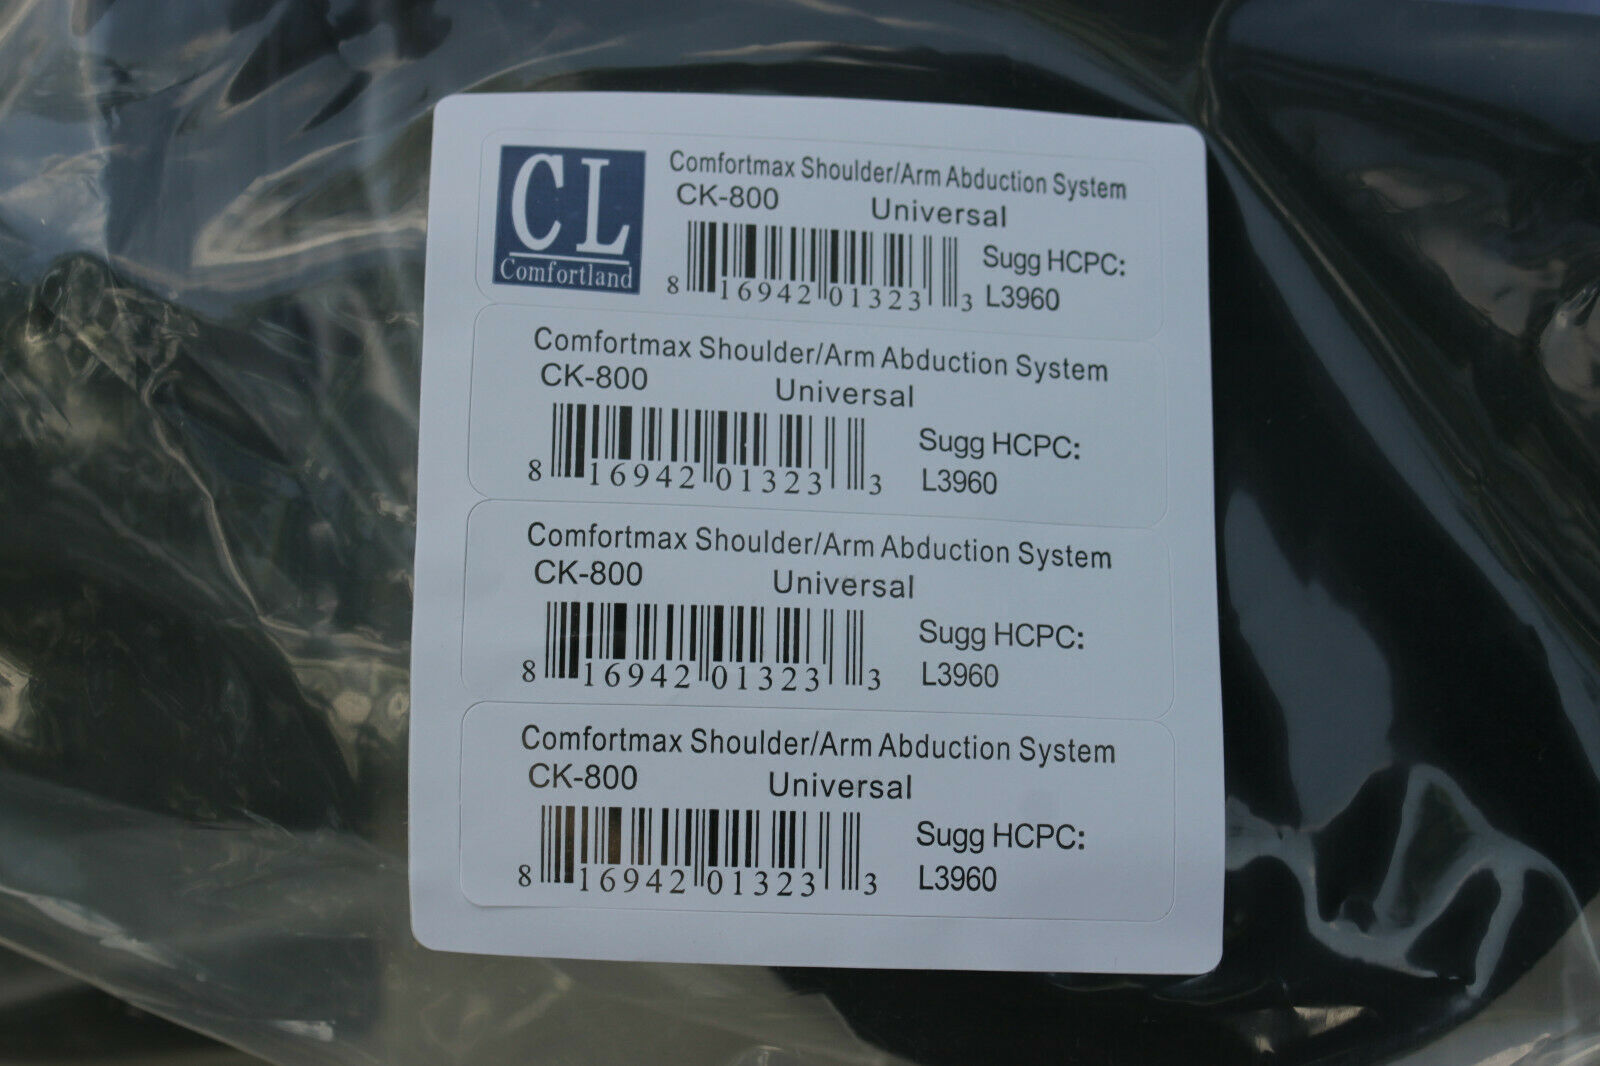 CL
Comfortland
Comfortmax Shoulder/Arm Abduction System
CK-800 Universal
Sugg HCPC:
8 16942 01323 3
L3960
Comfortmax Shoulder/Arm Abduction System
CK-800 Universal
Sugg HCPC:
8 16942 01323 3
L3960
Comfortmax Shoulder/Arm Abduction System
CK-800 Universal
Sugg HCPC:
8 16942 01323 3
L3960
Comfortmax Shoulder/Arm Abduction System
CK-800 Universal
Sugg HCPC:
8 16942 01323 3
L3960